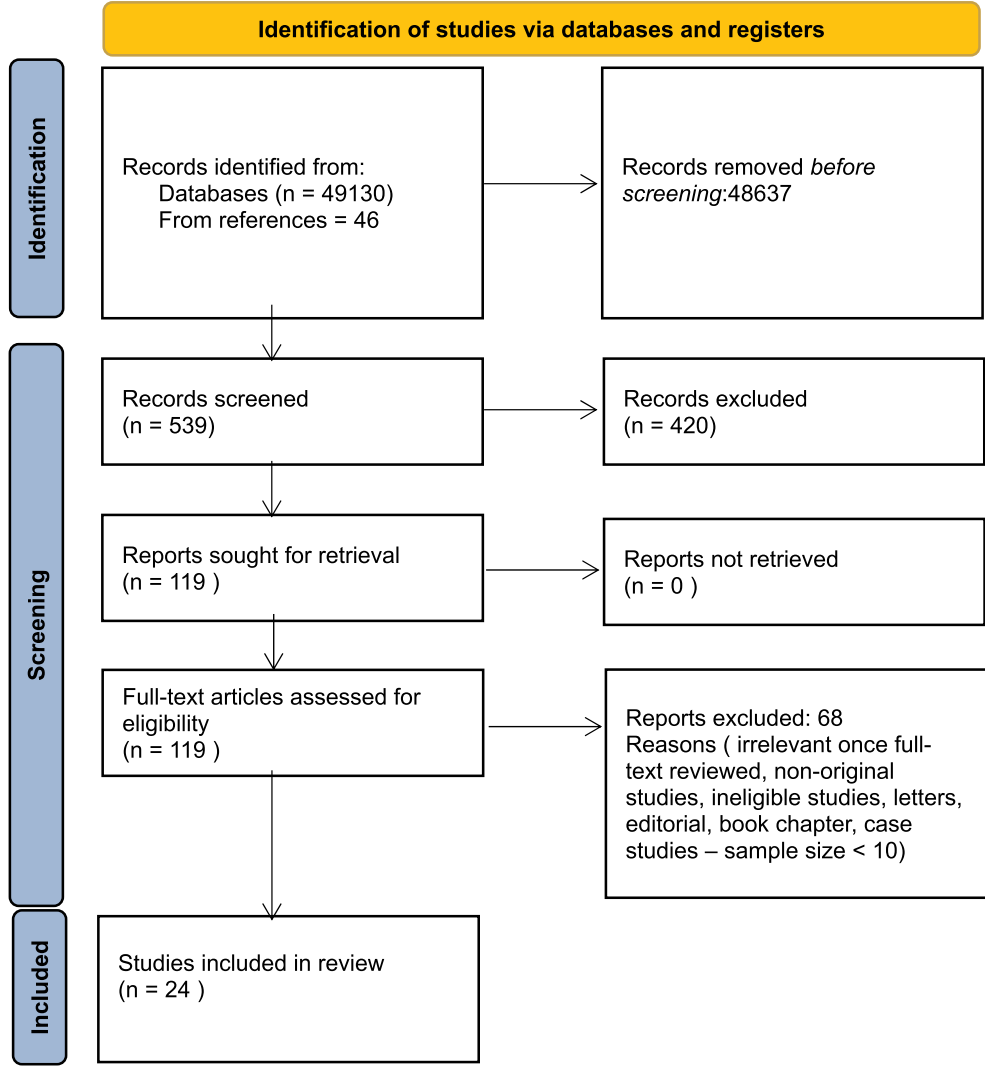 Identification of studies via databases and registers
Identification
Records identified from:
Databases (n = 49130)
From references = 46
Records removed before
screening:48637
Screening
Records screened
(n = 539)
Records excluded
(n = 420)
Reports sought for retrieval
(n = 119 )
Reports not retrieved
(n = 0 )
Full-text articles assessed for
eligibility
(n = 119 )
Reports excluded: 68
Reasons ( irrelevant once full-
text reviewed, non-original
studies, ineligible studies, letters,
editorial, book chapter, case
studies – sample size < 10)
Included
Studies included in review
(n = 24 )